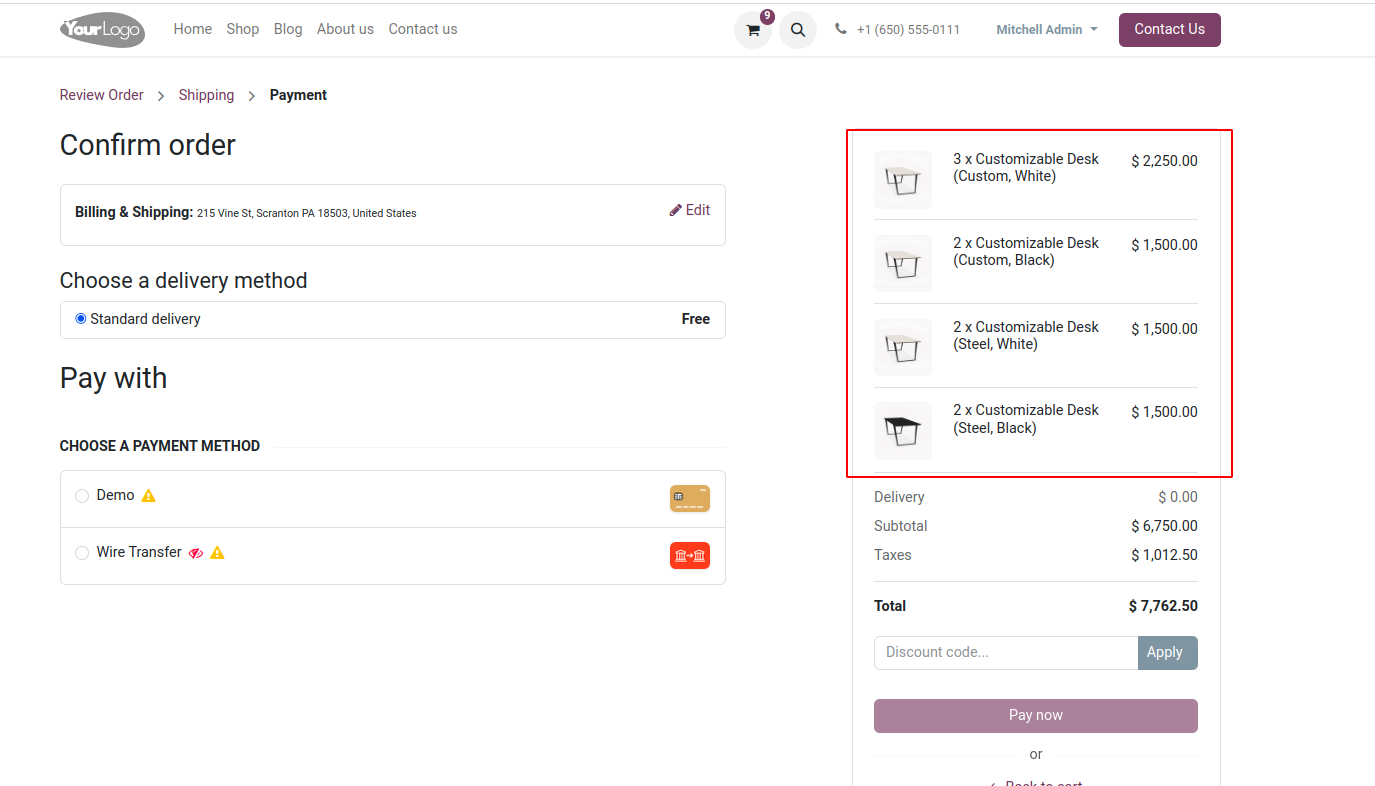 YourLogo
Home Shop Blog About us Contact us
9
+1 (650) 555-0111
Mitchell Admin
Contact Us
Review Order > Shipping > Payment
Confirm order
Billing & Shipping: 215 Vine St, Scranton PA 18503, United States
Edit
Choose a delivery method
Standard delivery Free
Pay with
CHOOSE A PAYMENT METHOD
Demo
Wire Transfer
3 x Customizable Desk $ 2,250.00
(Custom, White)
2 x Customizable Desk $ 1,500.00
(Custom, Black)
2 x Customizable Desk $ 1,500.00
(Steel, White)
2 x Customizable Desk $ 1,500.00
(Steel, Black)
Delivery $ 0.00
Subtotal $ 6,750.00
Taxes $ 1,012.50
Total $ 7,762.50
Discount code... Apply
Pay now
or
Back to cart